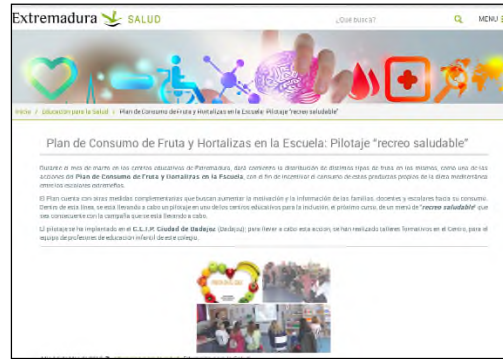 Extremadura SALUD ¿Qué busca? MENU
Inicio / Educación para la Salud / Plan de Consumo de Fruta y Hortalizas en la Escuela: Pilotaje "recreo saludable"
Plan de Consumo de Fruta y Hortalizas en la Escuela: Pilotaje "recreo saludable"
Durante el mes de marzo en los centros educativos de Extremadura, dará comienzo la distribución de distintos tipos de fruta en los mismos, como una de las
acciones del Plan de Consumo de Fruta y Hortalizas en la Escuela, con el fin de incentivar el consumo de estos productos propios de la dieta mediterránea
entre los escolares extremeños.
El Plan cuenta con otras medidas complementarias que buscan aumentar la motivación y la información de las familias, docentes y escolares hacia su consumo.
Dentro de esta línea, se está llevando a cabo un pilotaje en uno de los centros educativos para la inclusión, el próximo curso, de un menú de "recreo saludable" que
sea consecuente con la campaña que se está llevando a cabo.
El pilotaje se ha implantado en el C.E.I.P. Ciudad de Badajoz (Badajoz); para llevar a cabo esta acción, se han realizado talleres formativos en el Centro, para el
equipo de profesores de educación infantil de este colegio.